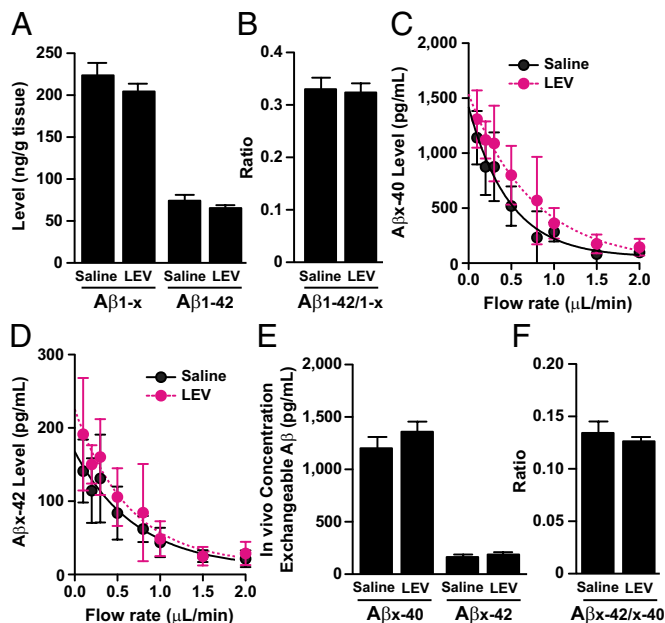 A
Level (ng/g tissue)
250
200
150
100
50
0
Saline LEV Saline LEV
Aβ1-x Aβ1-42
B
Ratio
0.4
0.3
0.2
0.1
0
Saline LEV
Aβ1-42/1-x
C
Aβx-40 Level (pg/mL)
2,000
1,500
1,000
500
0
Saline
LEV
0.0 0.5 1.0 1.5 2.0
Flow rate (μL/min)
D
Aβx-42 Level (pg/mL)
300
200
100
0
Saline
LEV
0.0 0.5 1.0 1.5 2.0
Flow rate (μL/min)
E
In vivo Concentration
Exchangeable Aβ (pg/mL)
2,000
1,500
1,000
500
0
Saline LEV Saline LEV
Aβx-40 Aβx-42
F
Ratio
0.20
0.15
0.10
0.05
0.00
Saline LEV
Aβx-42/x-40